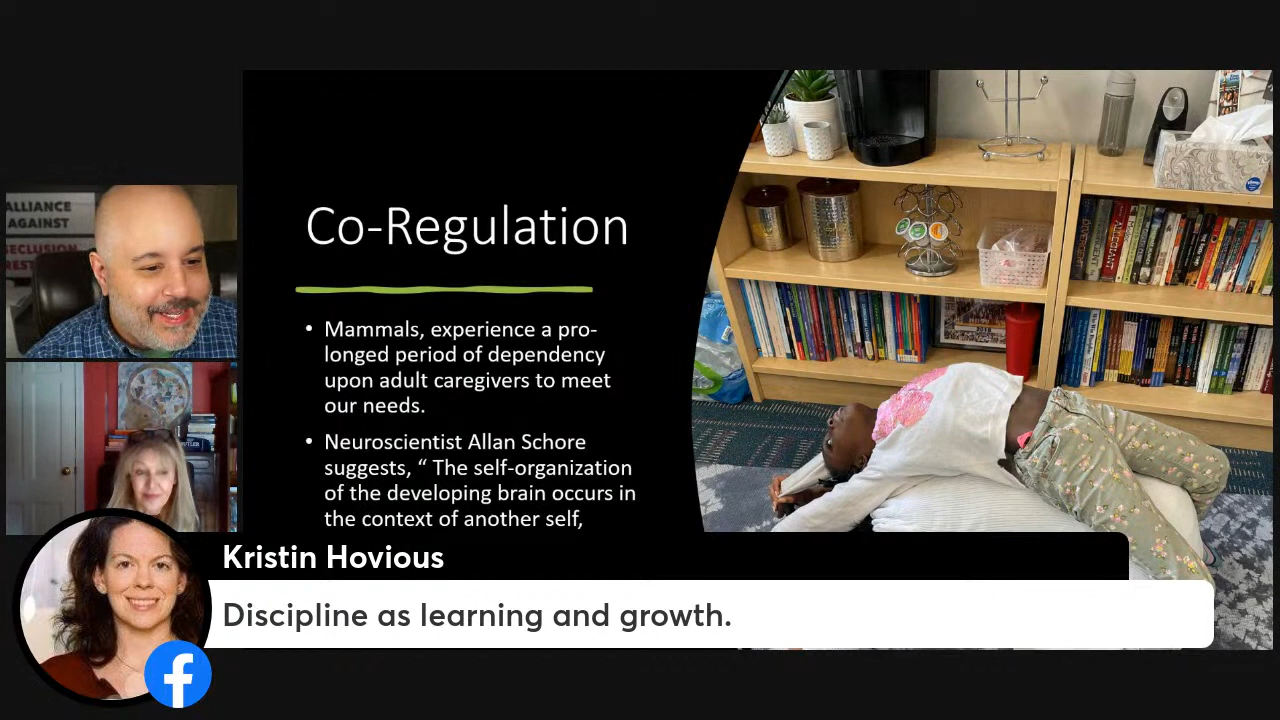 ALLIANCE
AGAINST
SECLUSION
REST
Co-Regulation
• Mammals, experience a pro-
longed period of dependency
upon adult caregivers to meet
our needs.
• Neuroscientist Allan Schore
suggests, “ The self-organization
of the developing brain occurs in
the context of another self,
Kristin Hovious
Discipline as learning and growth.